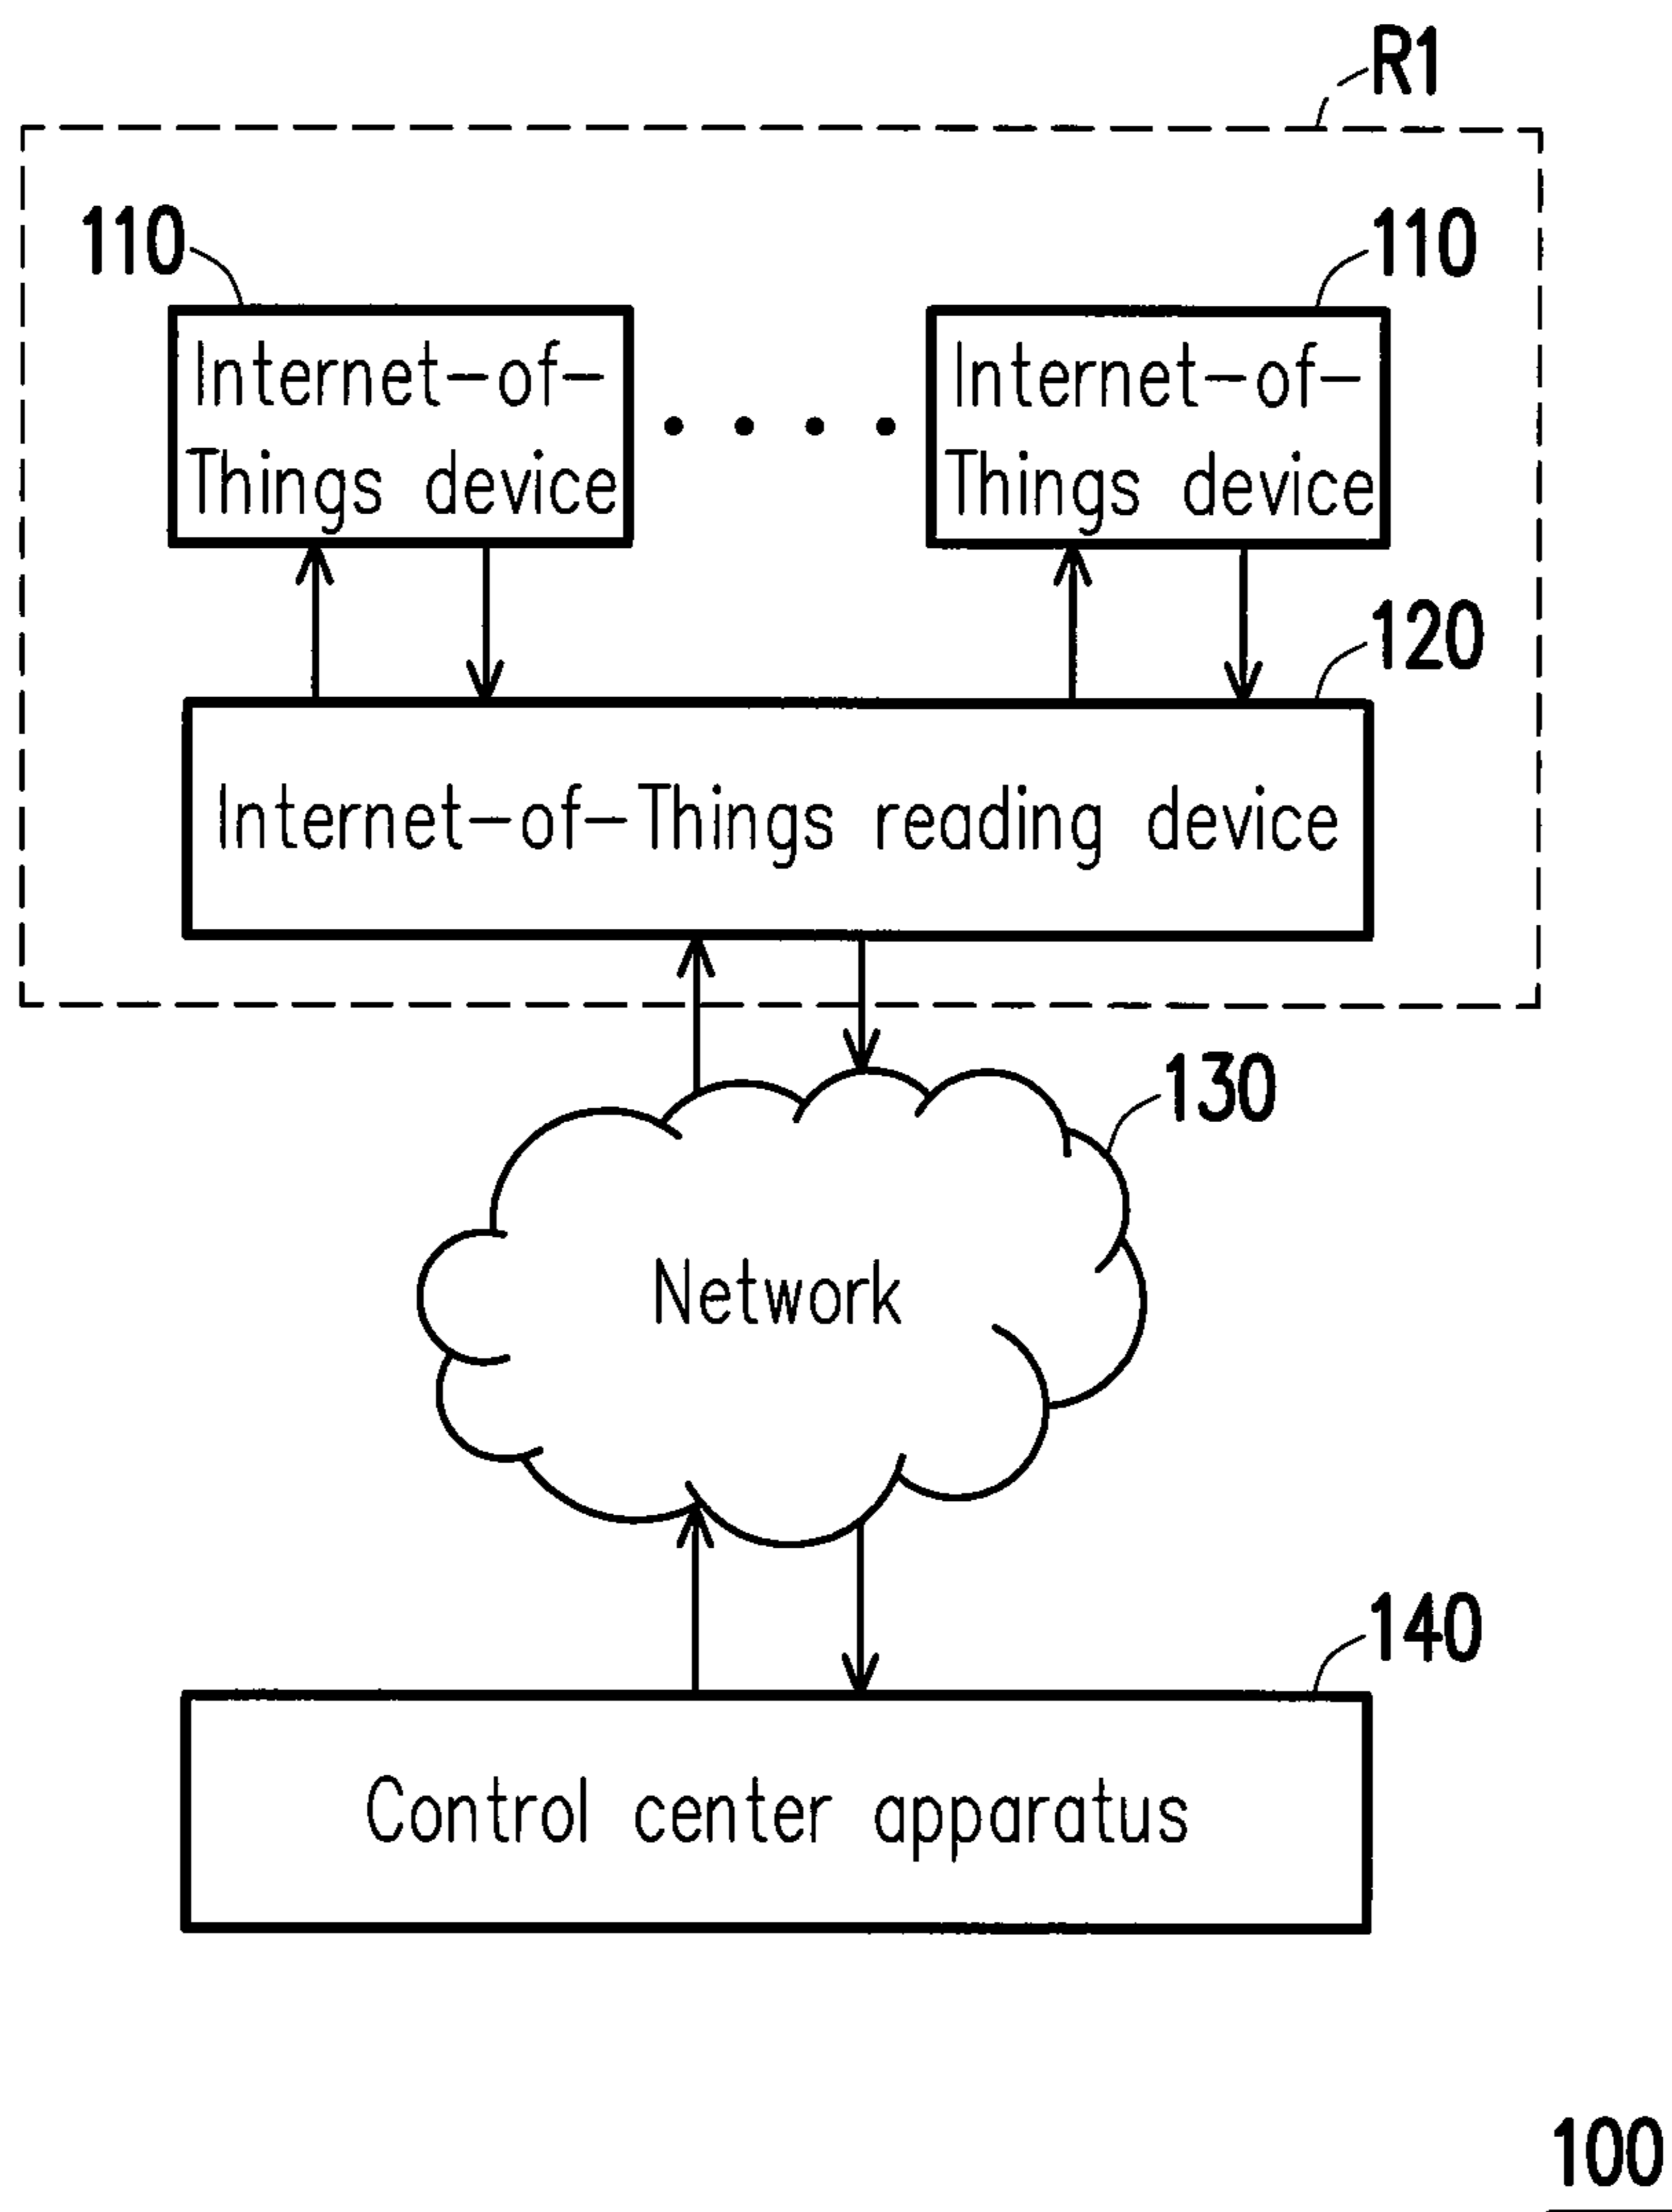 R1
110
110
Internet-of-
Things device
Internet-of-
Things device
120
Internet-of-Things reading device
130
Network
140
Control center apparatus
100